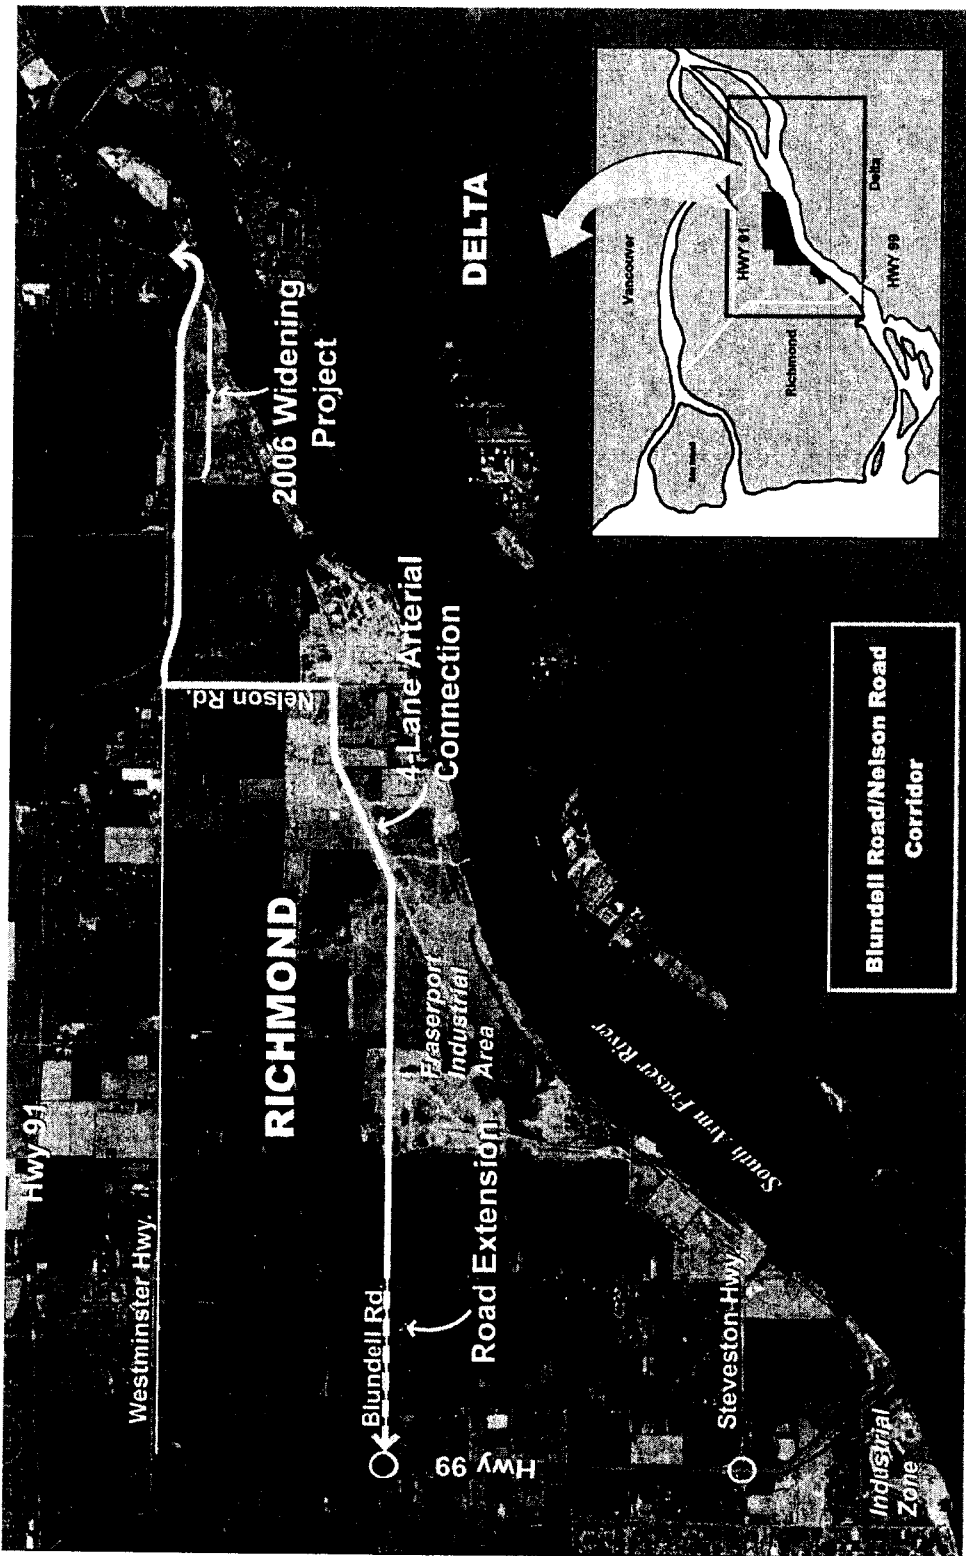 Hwy 91
Westminster Hwy.
RICHMOND
Nelson Rd.
2006 Widening
Project
Blundell Rd
Road Extension
Fraserport
Industrial
Area
4-Lane Arterial
Connection
DELTA
Hwy 99
Steveston Hwy
South Arm Fraser River
Industrial
Zone
Vancouver
HWY 91
Richmond
Delta
HWY 99
Blundell Road/Nelson Road
Corridor